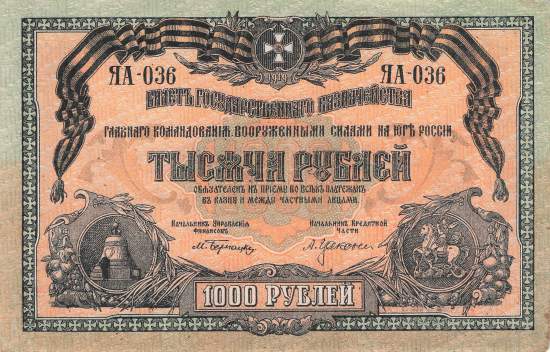 ЯА-036 ЯА-036
1919
БИЛЕТЪ ГОСУДАРСТВЕННАГО КАЗНАЧЕЙСТВА
ГЛАВНАГО КОМАНДОВАНІЯ ВООРУЖЕННЫМИ СИЛАМИ НА ЮГѢ РОССІИ
ТЫСЯЧА РУБЛЕЙ
ОБЯЗАТЕЛЕНЪ КЪ ПРІЕМУ ВО ВСѢХЪ ПЛАТЕЖАХЪ
ВЪ КАЗНУ И МЕЖДУ ЧАСТНЫМИ ЛИЦАМИ.
Начальникъ Управленія Начальникъ Кредитной
Финансовъ Части
1000 РУБЛЕЙ